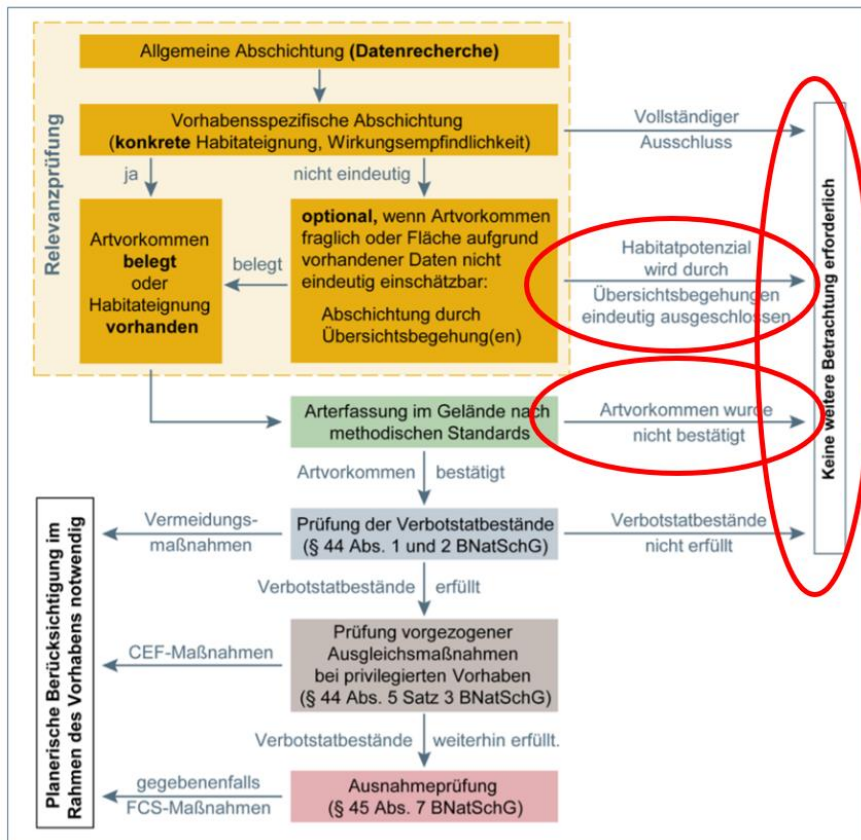 Relevanzprüfung
Allgemeine Abschichtung (Datenrecherche)
Vorhabensspezifische Abschichtung
(konkrete Habitateignung, Wirkungsempfindlichkeit)
Vollständiger
Ausschluss
ja
nicht eindeutig
Artvorkommen
belegt
oder
Habitateignung
vorhanden
belegt
optional, wenn Artvorkommen
fraglich oder Fläche aufgrund
vorhandener Daten nicht
eindeutig einschätzbar:
Abschichtung durch
Übersichtsbegehung(en)
Habitatpotenzial
wird durch
Übersichtsbegehungen
eindeutig ausgeschlossen
Keine weitere Betrachtung erforderlich
Arterfassung im Gelände nach
methodischen Standards
Artvorkommen wurde
nicht bestätigt
Artvorkommen bestätigt
Planerische Berücksichtigung im
Rahmen des Vorhabens notwendig
Vermeidungs-
maßnahmen
Prüfung der Verbotstatbestände
(§ 44 Abs. 1 und 2 BNatSchG)
Verbotstatbestände
nicht erfüllt
Verbotstatbestände erfüllt
CEF-Maßnahmen
Prüfung vorgezogener
Ausgleichsmaßnahmen
bei privilegierten Vorhaben
(§ 44 Abs. 5 Satz 3 BNatSchG)
Verbotstatbestände weiterhin erfüllt.
gegebenenfalls
FCS-Maßnahmen
Ausnahmeprüfung
(§ 45 Abs. 7 BNatSchG)